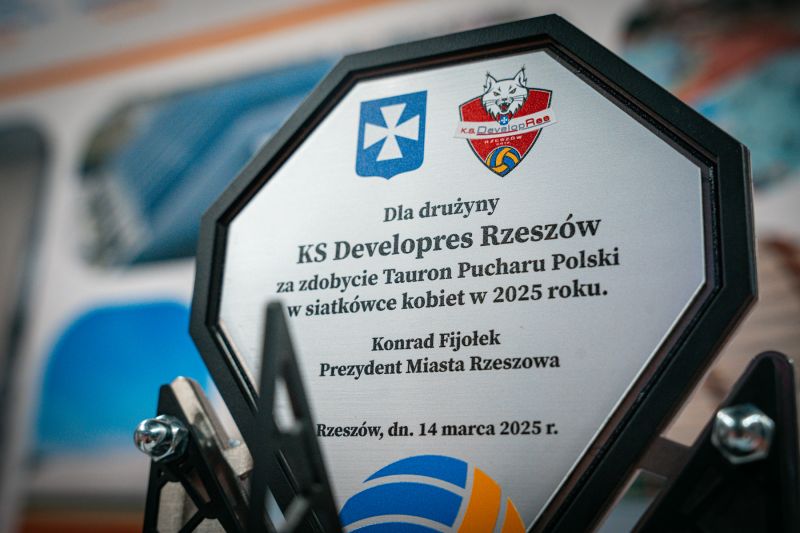 K.S. DevelopRes
RZESZÓW
Dla drużyny
KS Developres Rzeszów
za zdobycie Tauron Pucharu Polski
w siatkówce kobiet w 2025 roku.
Konrad Fijołek
Prezydent Miasta Rzeszowa
Rzeszów, dn. 14 marca 2025 r.